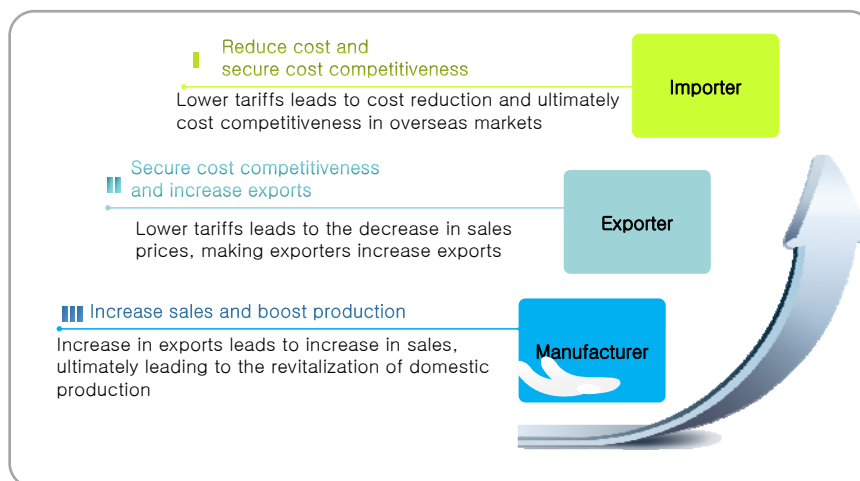 Reduce cost and
secure cost competitiveness
Importer
Lower tariffs leads to cost reduction and ultimately
cost competitiveness in overseas markets
Secure cost competitiveness
and increase exports
Exporter
Lower tariffs leads to the decrease in sales
prices, making exporters increase exports
Increase sales and boost production
Manufacturer
Increase in exports leads to increase in sales,
ultimately leading to the revitalization of domestic
production